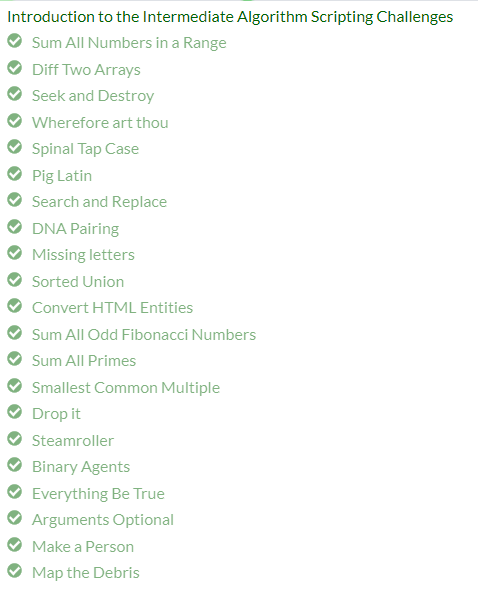 Introduction to the Intermediate Algorithm Scripting Challenges
Sum All Numbers in a Range
Diff Two Arrays
Seek and Destroy
Wherefore art thou
Spinal Tap Case
Pig Latin
Search and Replace
DNA Pairing
Missing letters
Sorted Union
Convert HTML Entities
Sum All Odd Fibonacci Numbers
Sum All Primes
Smallest Common Multiple
Drop it
Steamroller
Binary Agents
Everything Be True
Arguments Optional
Make a Person
Map the Debris